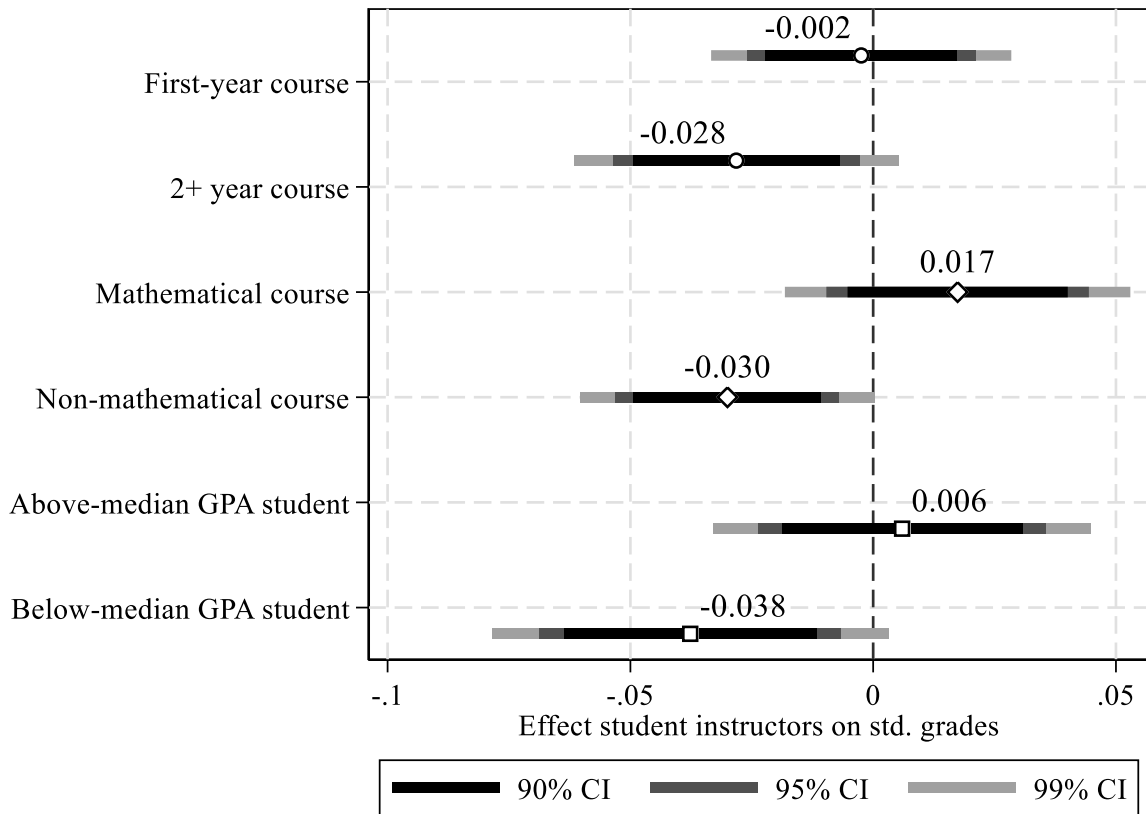 -0.002
First-year course
-0.028
2+ year course
0.017
Mathematical course
-0.030
Non-mathematical course
Above-median GPA student
0.006
Below-median GPA student
-0.038
-.1 -.05 0 .05
Effect student instructors on std. grades
90% CI 95% CI 99% CI